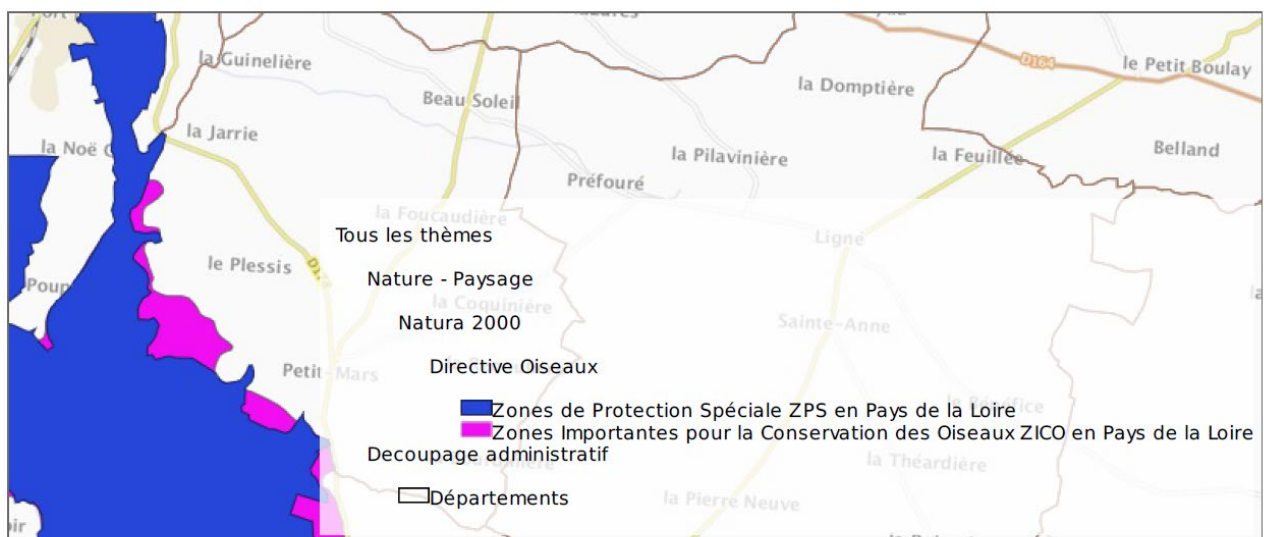 la Guinelière
D164
le Petit Boulay
la Domptière
Beau Soleil
la Jarrie
la Noë
la Pilavinière
la Feuillée
Belland
Préfouré
la Foucaudière
Tous les thèmes
Ligné
le Plessis
Nature - Paysage
Poup
la Coquinière
Natura 2000
Sainte-Anne
Directive Oiseaux
Petit-Mars
Zones de Protection Spéciale ZPS en Pays de la Loire
le Bénéfice
Zones Importantes pour la Conservation des Oiseaux ZICO en Pays de la Loire
Decoupage administratif
la Théardière
Départements
la Pierre Neuve